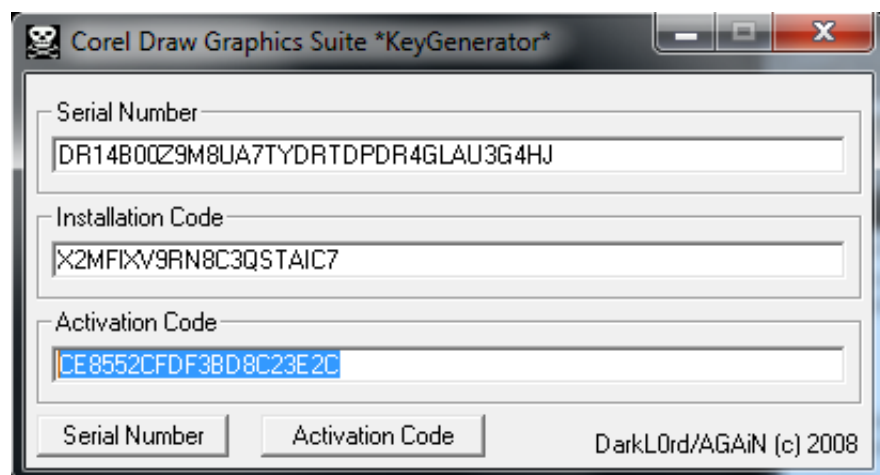 Corel Draw Graphics Suite *KeyGenerator*
Serial Number
DR14B00Z9M8UA7TYDRTDPDR4GLAU3G4HJ
Installation Code
X2MFIXV9RN8C3QSTAIC7
Activation Code
CE8552CFDF3BD8C23E2C
Serial Number Activation Code DarkL0rd/AGAiN (c) 2008